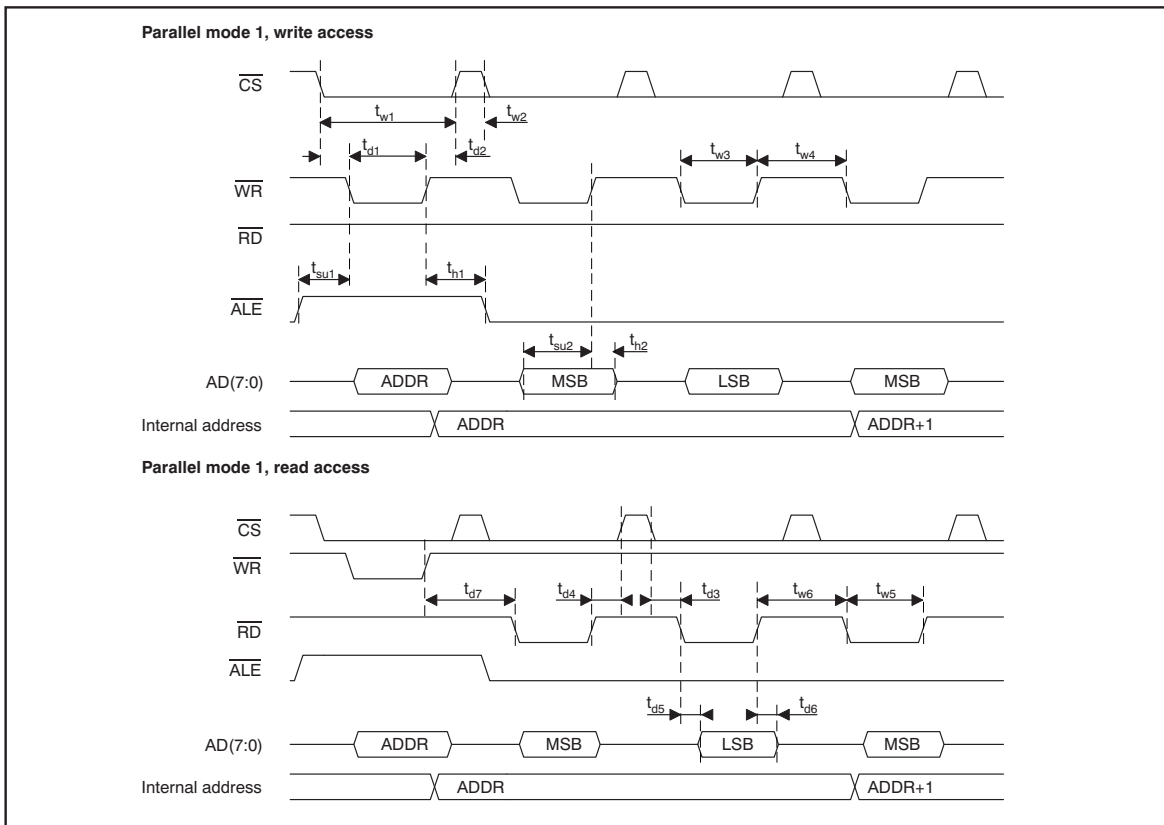 Parallel mode 1, write access
CS
tw1 tw2
td1 td2 tw3 tw4
WR
RD
tsu1 th1
ALE
tsu2 th2
AD(7:0) ADDR MSB LSB MSB
Internal address ADDR ADDR+1
Parallel mode 1, read access
CS
WR
td7 td4 td3 tw6 tw5
RD
ALE
td5 td6
AD(7:0) ADDR MSB LSB MSB
Internal address ADDR ADDR+1